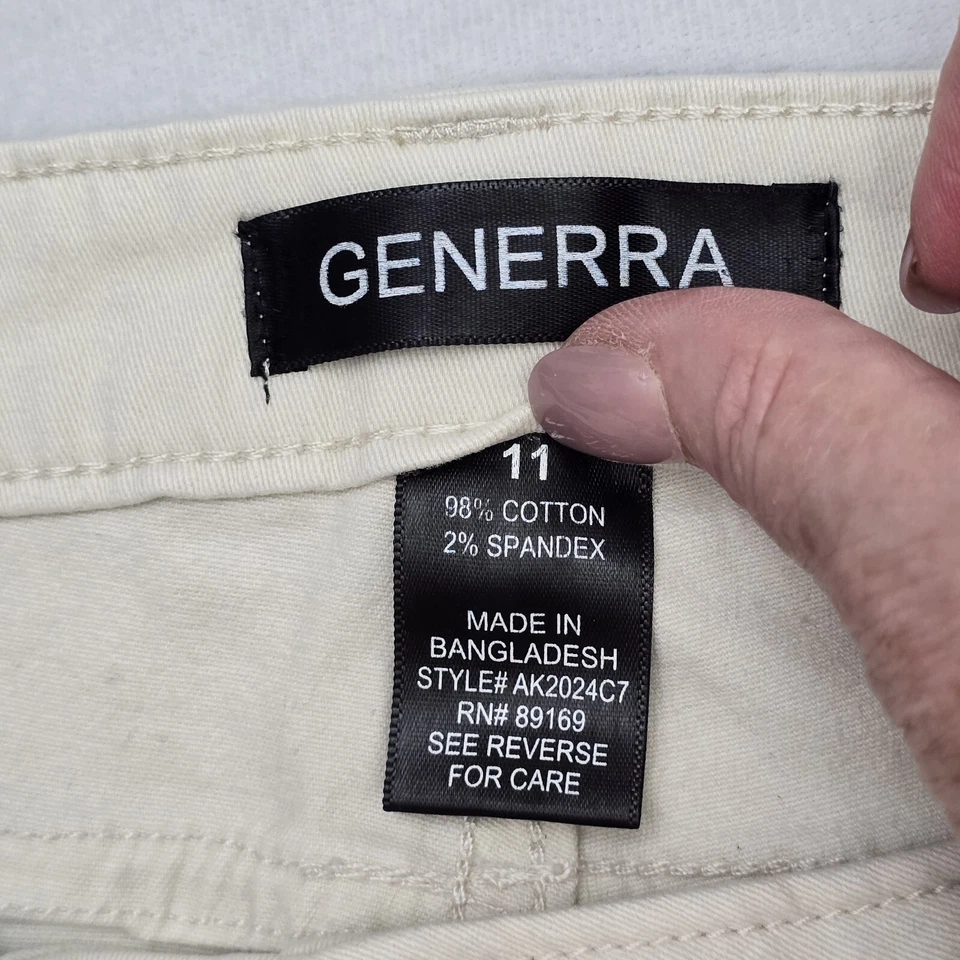 GENERRA
11
98% COTTON
2% SPANDEX
MADE IN
BANGLADESH
STYLE# AK2024C7
RN# 89169
SEE REVERSE
FOR CARE